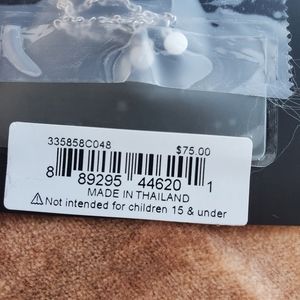 335858C048 $75.00
8 89295 44620 1
MADE IN THAILAND
⚠Not intended for children 15 & under